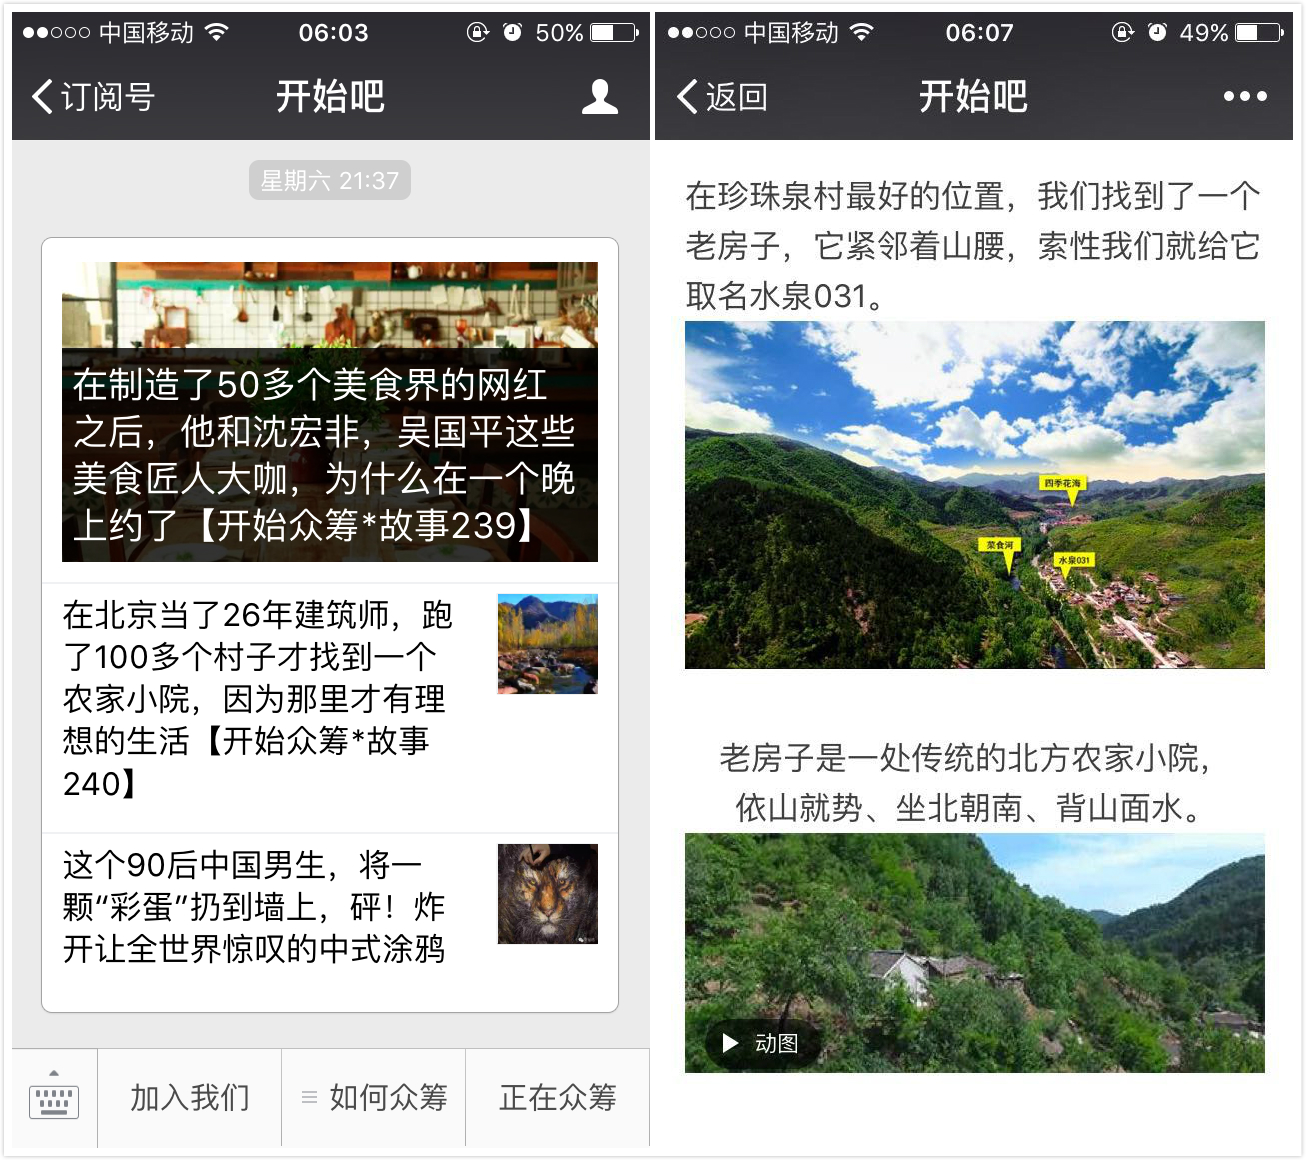 中国移动 06:03 50%
订阅号 开始吧
星期六 21:37
在制造了50多个美食界的网红
之后，他和沈宏非，吴国平这些
美食匠人大咖，为什么在一个晚
上约了【开始众筹*故事239】
在北京当了26年建筑师，跑
了100多个村子才找到一个
农家小院，因为那里才有理
想的生活【开始众筹*故事
240】
这个90后中国男生，将一
颗“彩蛋”扔到墙上，砰！炸
开让全世界惊叹的中式涂鸦
加入我们 如何众筹 正在众筹
中国移动 06:07 49%
返回 开始吧
在珍珠泉村最好的位置，我们找到了一个
老房子，它紧邻着山腰，索性我们就给它
取名水泉031。
四季花海
菜食河
水泉031
老房子是一处传统的北方农家小院，
依山就势、坐北朝南、背山面水。
动图